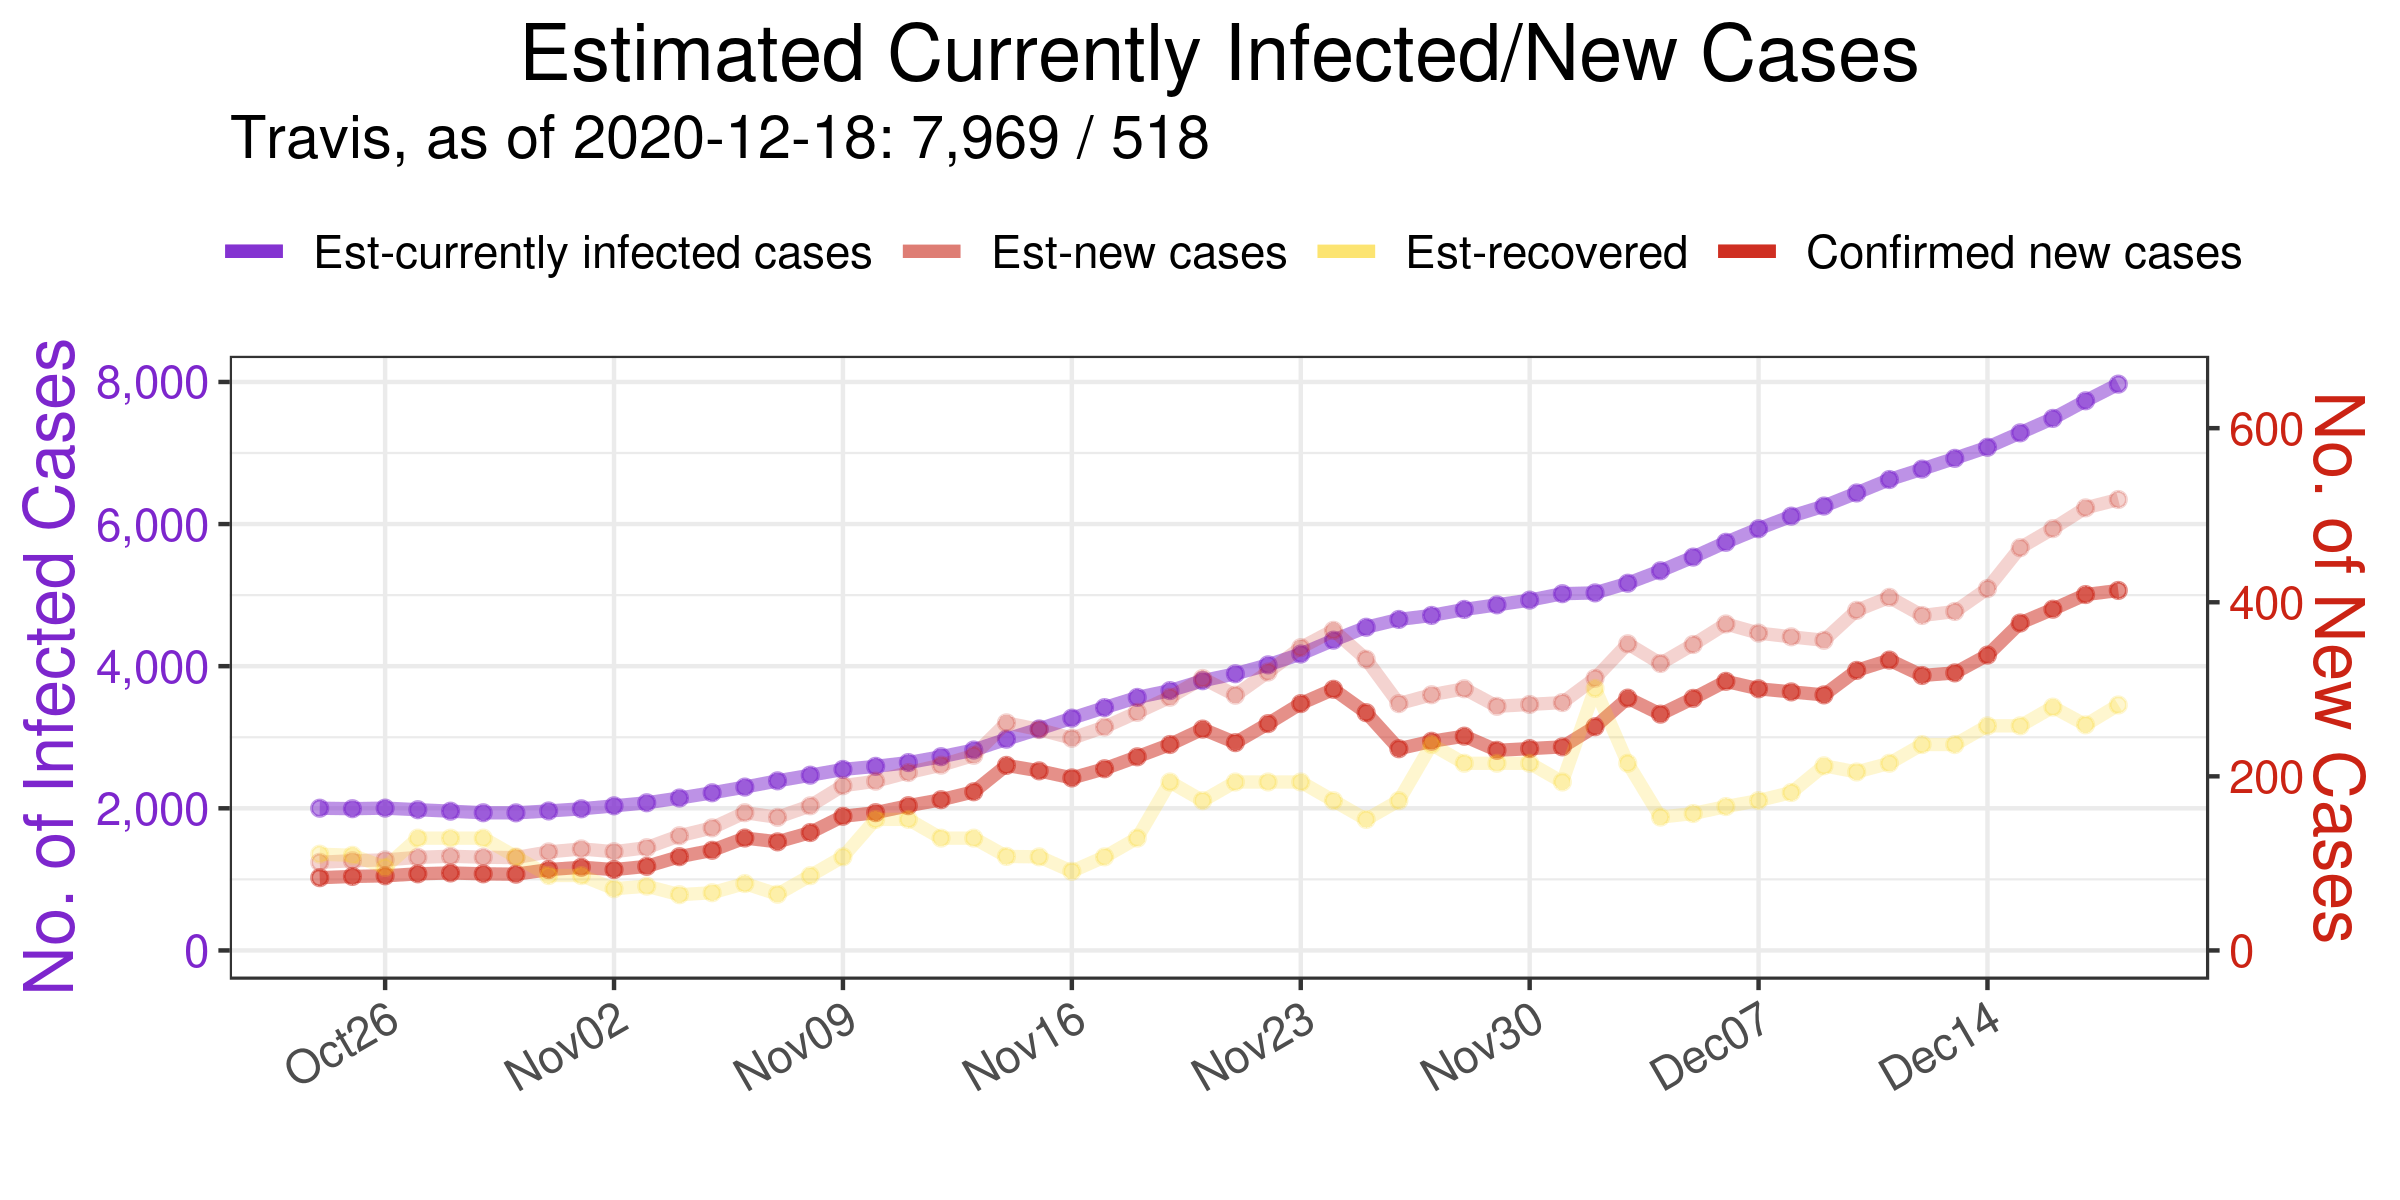 Estimated Currently Infected/New Cases
Travis, as of 2020-12-18: 7,969 / 518
Est-currently infected cases Est-new cases Est-recovered Confirmed new cases
No. of Infected Cases
8,000
6,000
4,000
2,000
0
600
400
200
0
No. of New Cases
Oct26 Nov02 Nov09 Nov16 Nov23 Nov30 Dec07 Dec14